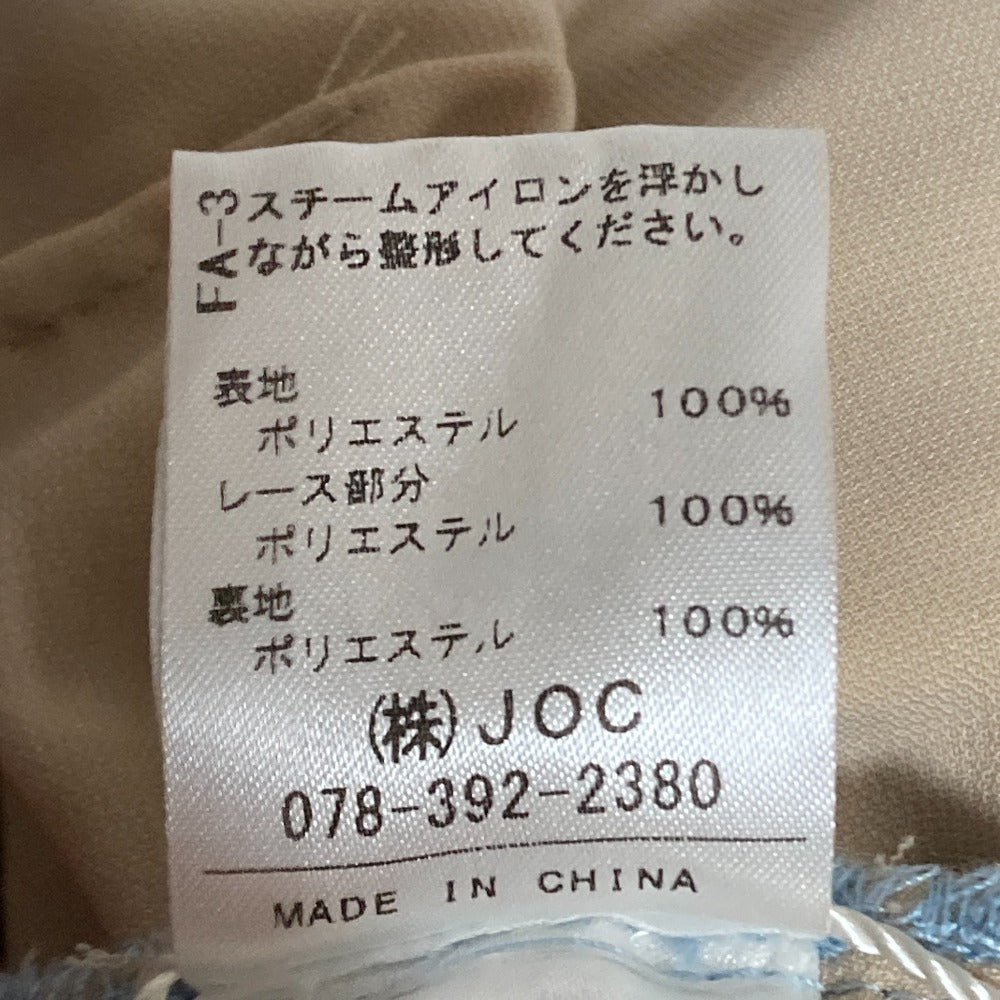 FA-3
スチームアイロンを浮かし
ながら整形してください。
表地
ポリエステル 100%
レース部分
ポリエステル 100%
裏地
ポリエステル 100%
(株)JOC
078-392-2380
MADE IN CHINA